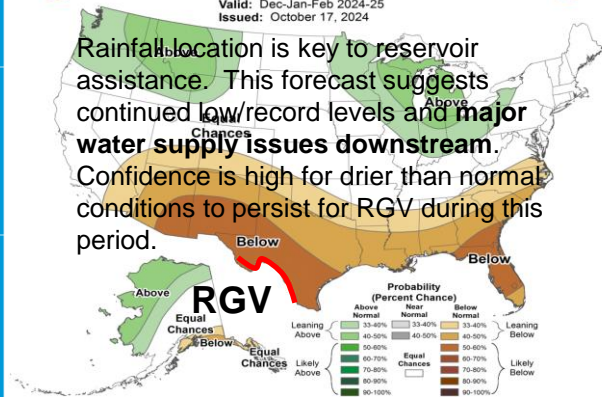 Valid: Dec-Jan-Feb 2024-25
Issued: October 17, 2024
Rainfall location is key to reservoir
assistance. This forecast suggests
continued low/record levels and major
water supply issues downstream.
Confidence is high for drier than normal
conditions to persist for RGV during this
period.
Above
Above
Equal
Chances
Below
Below
RGV
Above
Equal
Chances
Below
Equal
Chances
Probability
(Percent Chance)
Above
Normal
Near
Normal
Below
Normal
Leaning
Above
33-40%
33-40%
33-40%
Leaning
Below
40-50%
40-50%
40-50%
50-60%
50-60%
Likely
Above
60-70%
Equal
Chances
60-70%
Likely
Below
70-80%
70-80%
80-90%
80-90%
90-100%
90-100%